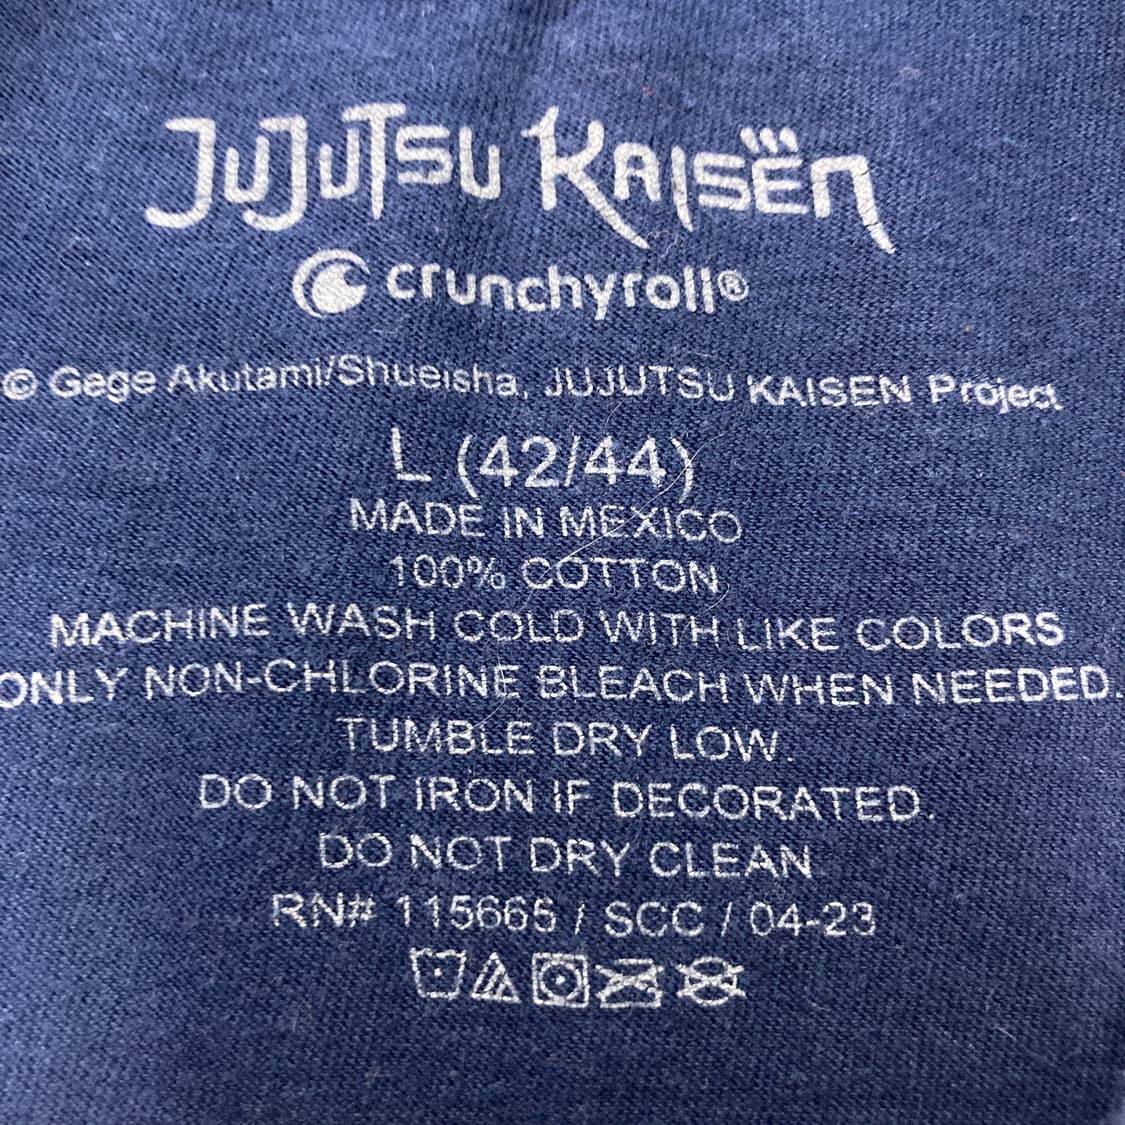 JUJUTSU KAISEN
crunchyroll®
© Gege Akutami/Shueisha, JUJUTSU KAISEN Project
L (42/44)
MADE IN MEXICO
100% COTTON
MACHINE WASH COLD WITH LIKE COLORS
ONLY NON-CHLORINE BLEACH WHEN NEEDED.
TUMBLE DRY LOW.
DO NOT IRON IF DECORATED.
DO NOT DRY CLEAN
RN# 115665 / SCC / 04-23